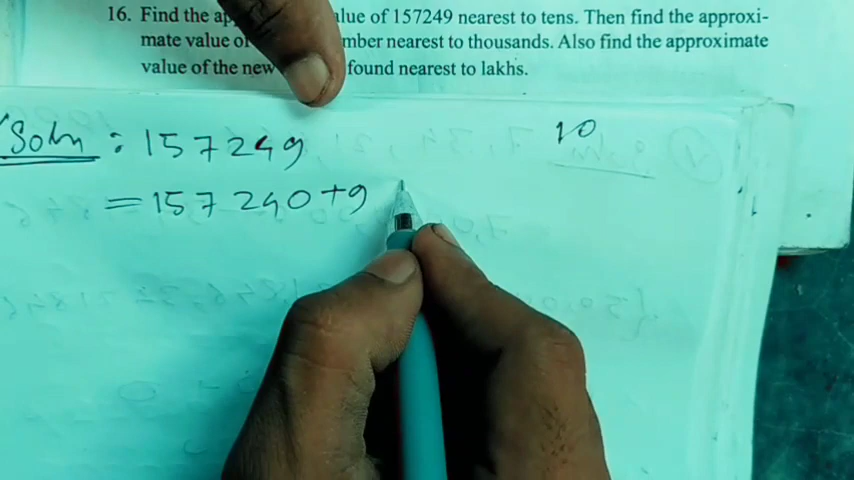 16. Find the ap lue of 157249 nearest to tens. Then find the approxi-
mate value of mber nearest to thousands. Also find the approximate
value of the new found nearest to lakhs.
Soln : 157249
10
= 157240+9